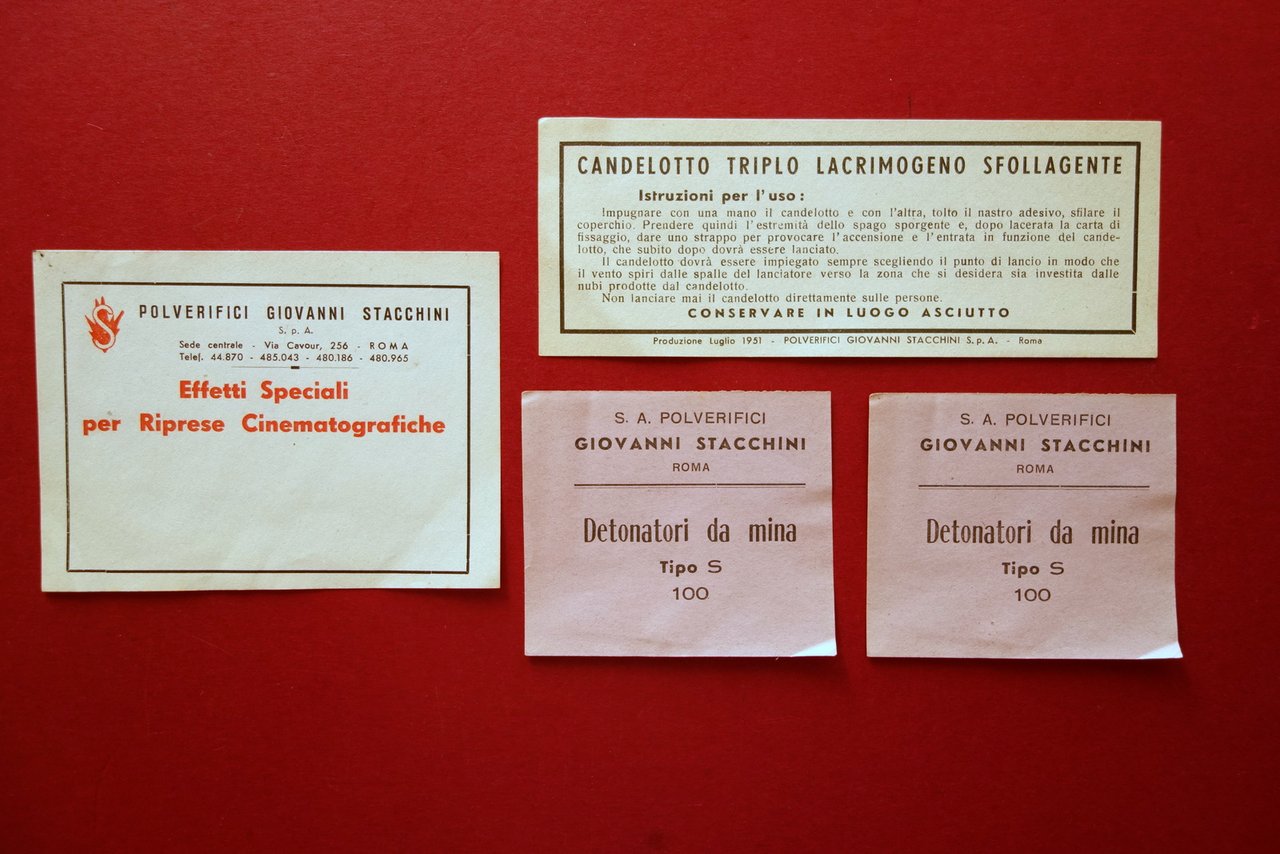 POLVERIFICI GIOVANNI STACCHINI
S. p. A.
Sede centrale - Via Cavour, 256 - ROMA
Telef. 44.870 - 485.043 - 480.186 - 480.965
Effetti Speciali
per Riprese Cinematografiche
CANDELOTTO TRIPLO LACRIMOGENO SFOLLAGENTE
Istruzioni per l'uso:
Impugnare con una mano il candelotto e con l'altra, tolto il nastro adesivo, sfilare il
coperchio. Prendere quindi l'estremità dello spago sporgente e, dopo lacerata la carta di
fissaggio, dare uno strappo per provocare l'accensione e l'entrata in funzione del cande-
lotto, che subito dopo dovrà essere lanciato.
Il candelotto dovrà essere impiegato sempre scegliendo il punto di lancio in modo che
il vento spiri dalle spalle del lanciatore verso la zona che si desidera sia investita dalle
nubi prodotte dal candelotto.
Non lanciare mai il candelotto direttamente sulle persone.
CONSERVARE IN LUOGO ASCIUTTO
Produzione Luglio 1951 - POLVERIFICI GIOVANNI STACCHINI S.p.A. - Roma
S. A. POLVERIFICI
GIOVANNI STACCHINI
ROMA
Detonatori da mina
Tipo S
100
S. A. POLVERIFICI
GIOVANNI STACCHINI
ROMA
Detonatori da mina
Tipo S
100